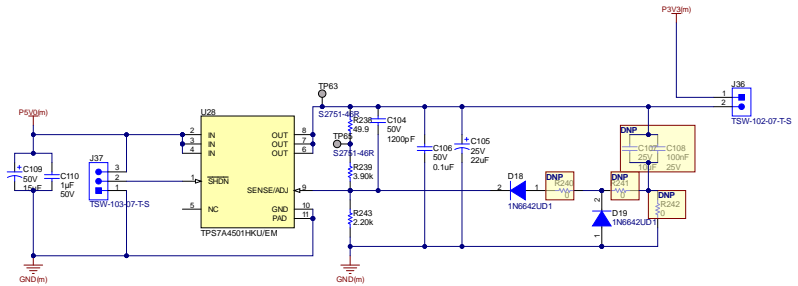 P3V3(m)
J36
1
2
TSW-102-07-T-S
TP63
S2751-46R
R238
49.9
TP65
S2751-46R
C104
50V
1200pF
C106
50V
0.1uF
C105
25V
22uF
R239
3.90k
R243
2.20k
P5V0(m)
C109
50V
15uF
C110
1µF
50V
J37
3
2
1
TSW-103-07-T-S
U28
2 IN OUT 8
3 IN OUT 7
4 IN OUT 6
1 SHDN SENSE/ADJ 9
5 NC GND 10
PAD 11
TPS7A4501HKU/EM
D18
2 1
1N6642UD1
DNP
R240
0
DNP
R241
0
DNP
C107 C108
25V 100nF
10uF 25V
DNP
R242
0
2
D19
1N6642UD1
1
GND(m)
GND(m)